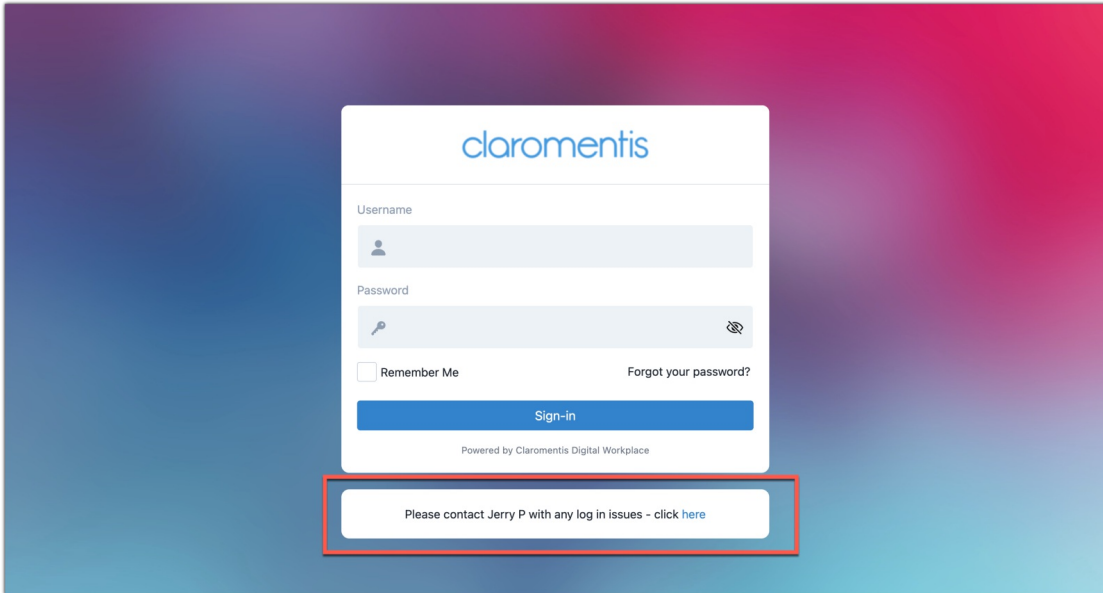 claromentis
Username
Password
Remember Me
Forgot your password?
Sign-in
Powered by Claromentis Digital Workplace
Please contact Jerry P with any log in issues - click here